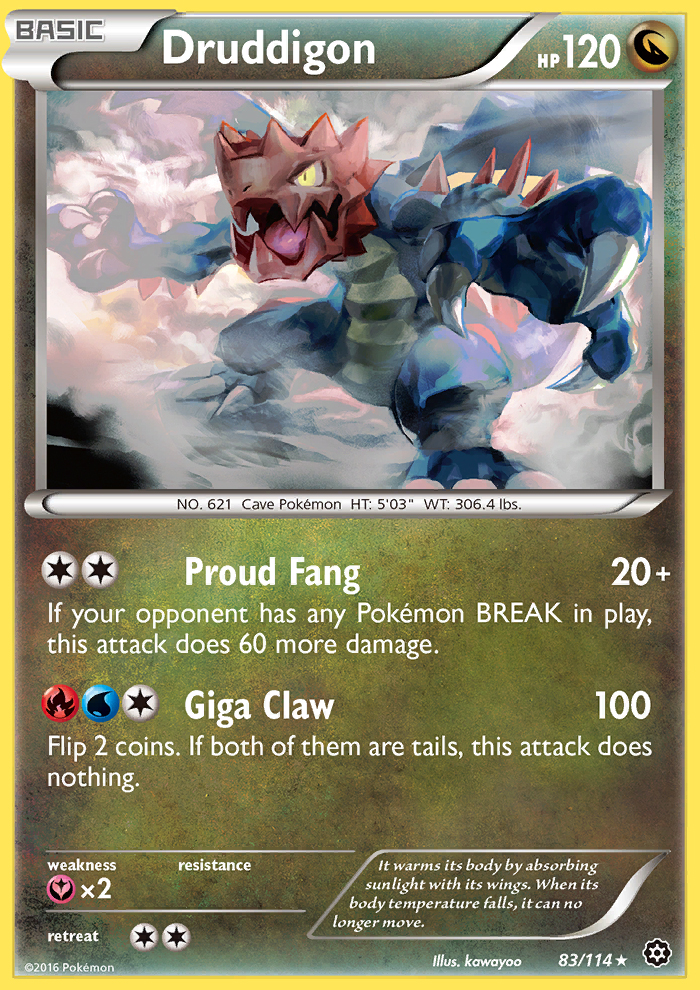 BASIC
Druddigon
HP 120
NO. 621 Cave Pokémon HT: 5'03" WT: 306.4 lbs.
Proud Fang 20+
If your opponent has any Pokémon BREAK in play,
this attack does 60 more damage.
Giga Claw 100
Flip 2 coins. If both of them are tails, this attack does
nothing.
weakness resistance
×2
It warms its body by absorbing
sunlight with its wings. When its
body temperature falls, it can no
longer move.
retreat
©2016 Pokémon
Illus. kawayoo 83/114 ★